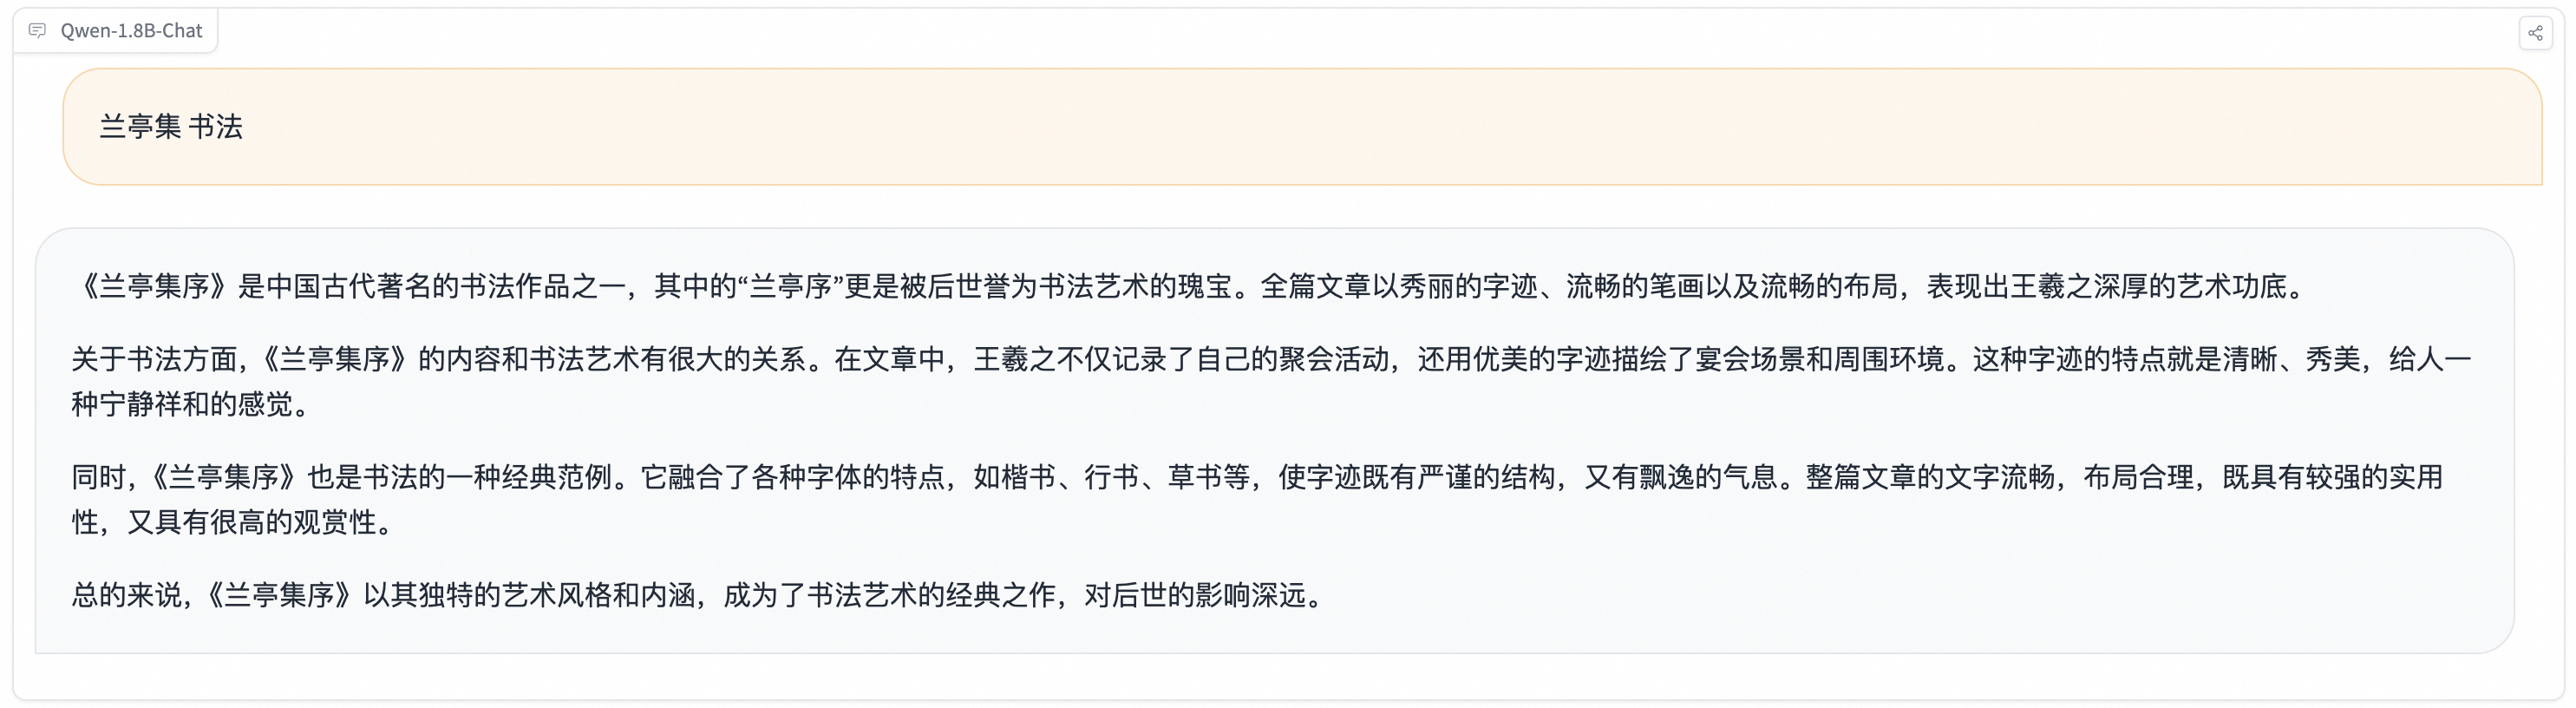 Qwen-1.8B-Chat
兰亭集 书法
《兰亭集序》是中国古代著名的书法作品之一，其中的“兰亭序”更是被后世誉为书法艺术的瑰宝。全篇文章以秀丽的字迹、流畅的笔画以及流畅的布局，表现出王羲之深厚的艺术功底。
关于书法方面，《兰亭集序》的内容和书法艺术有很大的关系。在文章中，王羲之不仅记录了自己的聚会活动，还用优美的字迹描绘了宴会场景和周围环境。这种字迹的特点就是清晰、秀美，给人一
种宁静祥和的感觉。
同时，《兰亭集序》也是书法的一种经典范例。它融合了各种字体的特点，如楷书、行书、草书等，使字迹既有严谨的结构，又有飘逸的气息。整篇文章的文字流畅，布局合理，既具有较强的实用
性，又具有很高的观赏性。
总的来说，《兰亭集序》以其独特的艺术风格和内涵，成为了书法艺术的经典之作，对后世的影响深远。